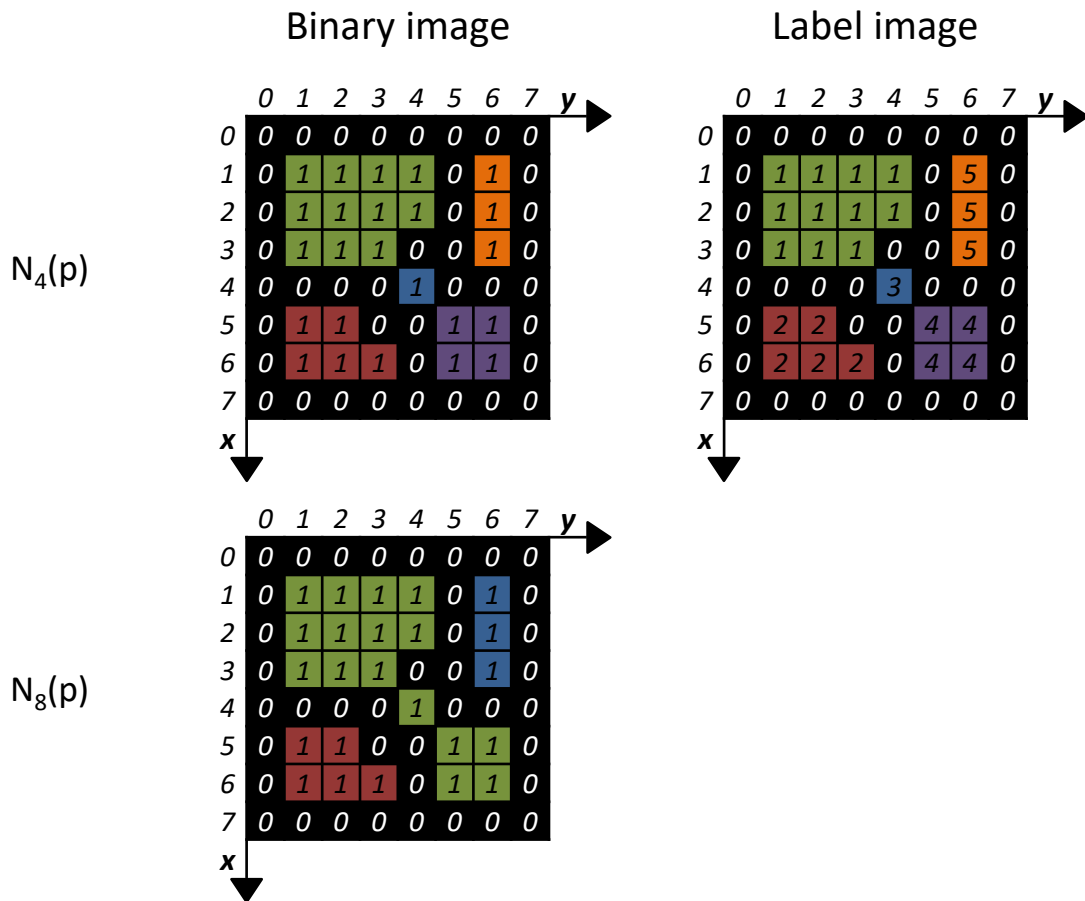 Binary image
Label image
0 1 2 3 4 5 6 7 y
0 0 0 0 0 0 0 0 0
1 0 1 1 1 1 0 1 0
2 0 1 1 1 1 0 1 0
3 0 1 1 1 0 0 1 0
4 0 0 0 0 1 0 0 0
5 0 1 1 0 0 1 1 0
6 0 1 1 1 0 1 1 0
7 0 0 0 0 0 0 0 0
x
0 1 2 3 4 5 6 7 y
0 0 0 0 0 0 0 0 0
1 0 1 1 1 1 0 5 0
2 0 1 1 1 1 0 5 0
3 0 1 1 1 0 0 5 0
4 0 0 0 0 3 0 0 0
5 0 2 2 0 0 4 4 0
6 0 2 2 2 0 4 4 0
7 0 0 0 0 0 0 0 0
x
N₄(p)
0 1 2 3 4 5 6 7 y
0 0 0 0 0 0 0 0 0
1 0 1 1 1 1 0 1 0
2 0 1 1 1 1 0 1 0
3 0 1 1 1 0 0 1 0
4 0 0 0 0 1 0 0 0
5 0 1 1 0 0 1 1 0
6 0 1 1 1 0 1 1 0
7 0 0 0 0 0 0 0 0
x
N₈(p)